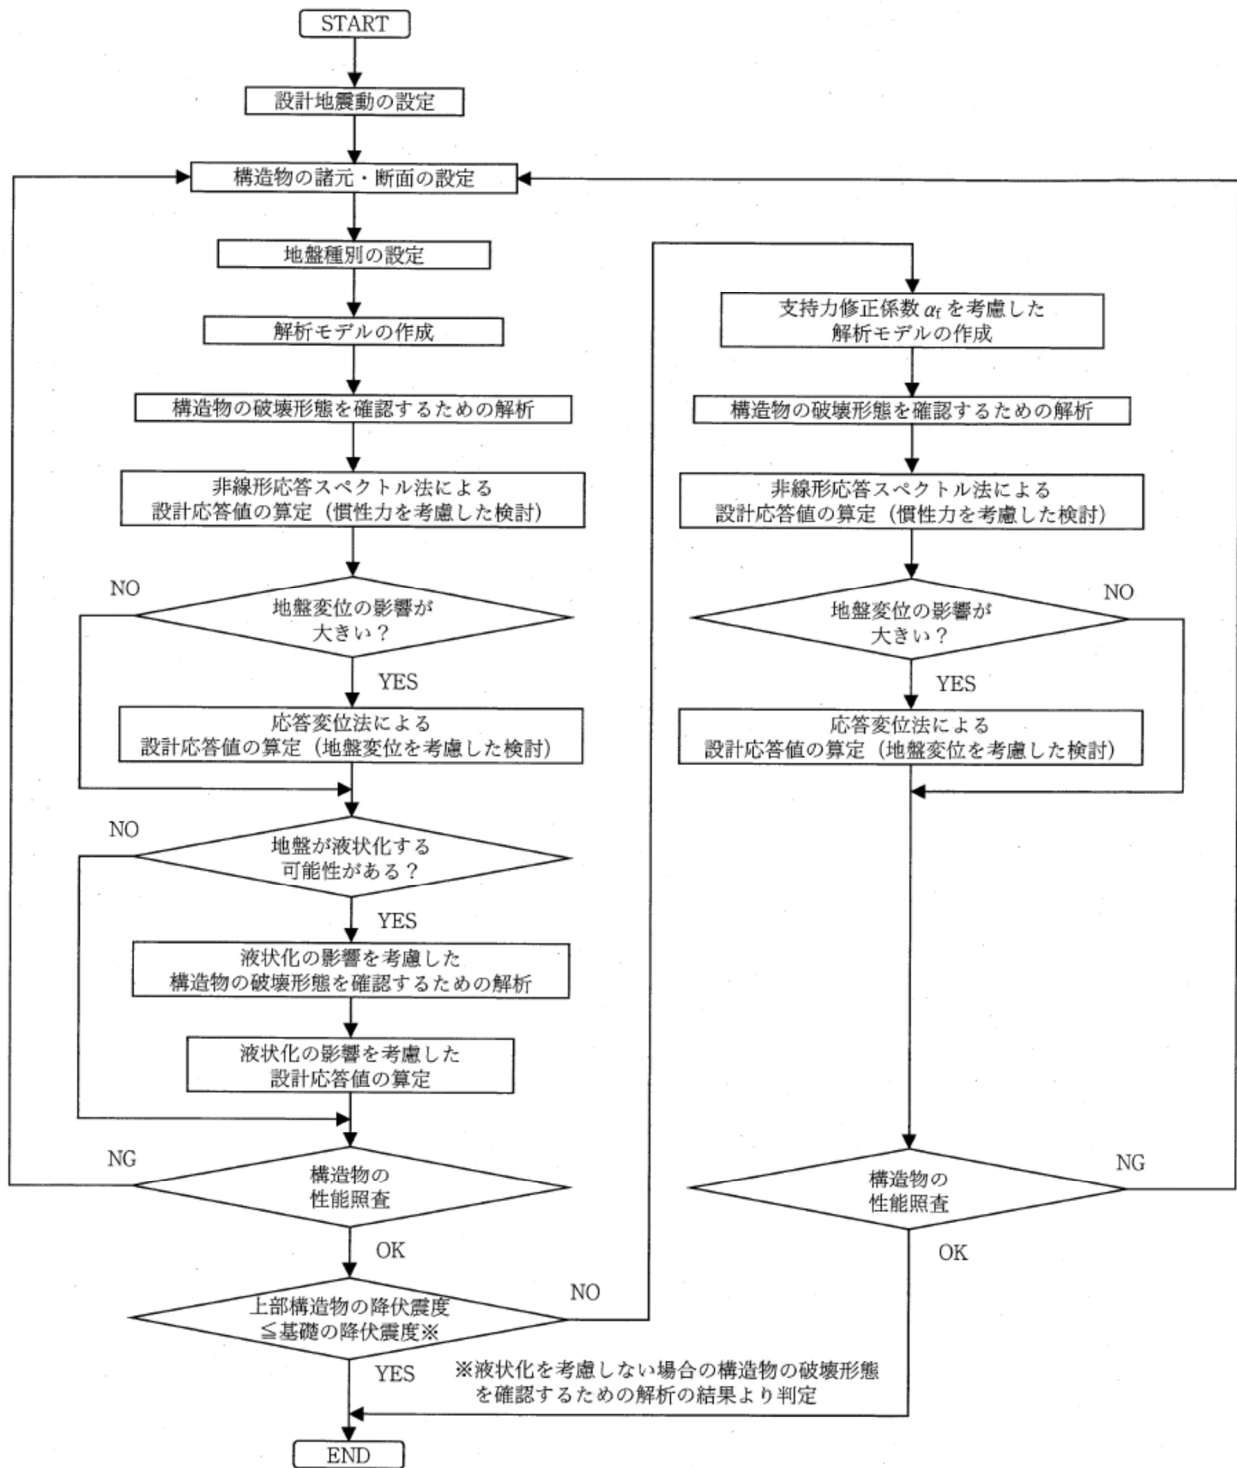 START
設計地震動の設定
構造物の諸元・断面の設定
地盤種別の設定
解析モデルの作成
構造物の破壊形態を確認するための解析
非線形応答スペクトル法による
設計応答値の算定（慣性力を考慮した検討）
NO
地盤変位の影響が
大きい？
YES
応答変位法による
設計応答値の算定（地盤変位を考慮した検討）
NO
地盤が液状化する
可能性がある？
YES
液状化の影響を考慮した
構造物の破壊形態を確認するための解析
液状化の影響を考慮した
設計応答値の算定
NG
構造物の
性能照査
OK
上部構造物の降伏震度
≦基礎の降伏震度※
NO
YES
支持力修正係数 αf を考慮した
解析モデルの作成
構造物の破壊形態を確認するための解析
非線形応答スペクトル法による
設計応答値の算定（慣性力を考慮した検討）
地盤変位の影響が
大きい？
NO
YES
応答変位法による
設計応答値の算定（地盤変位を考慮した検討）
構造物の
性能照査
NG
OK
※液状化を考慮しない場合の構造物の破壊形態
を確認するための解析の結果より判定
END